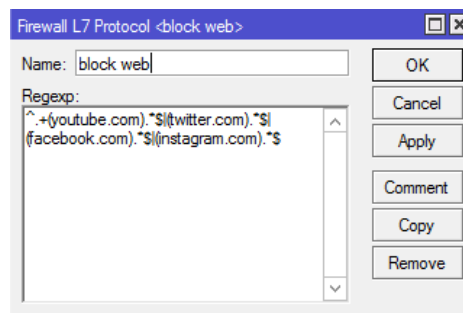 Firewall L7 Protocol <block web>
Name: block web
OK
Regexp:
Cancel
^.+(youtube.com).*$|(twitter.com).*$|
(facebook.com).*$|(instagram.com).*$
Apply
Comment
Copy
Remove